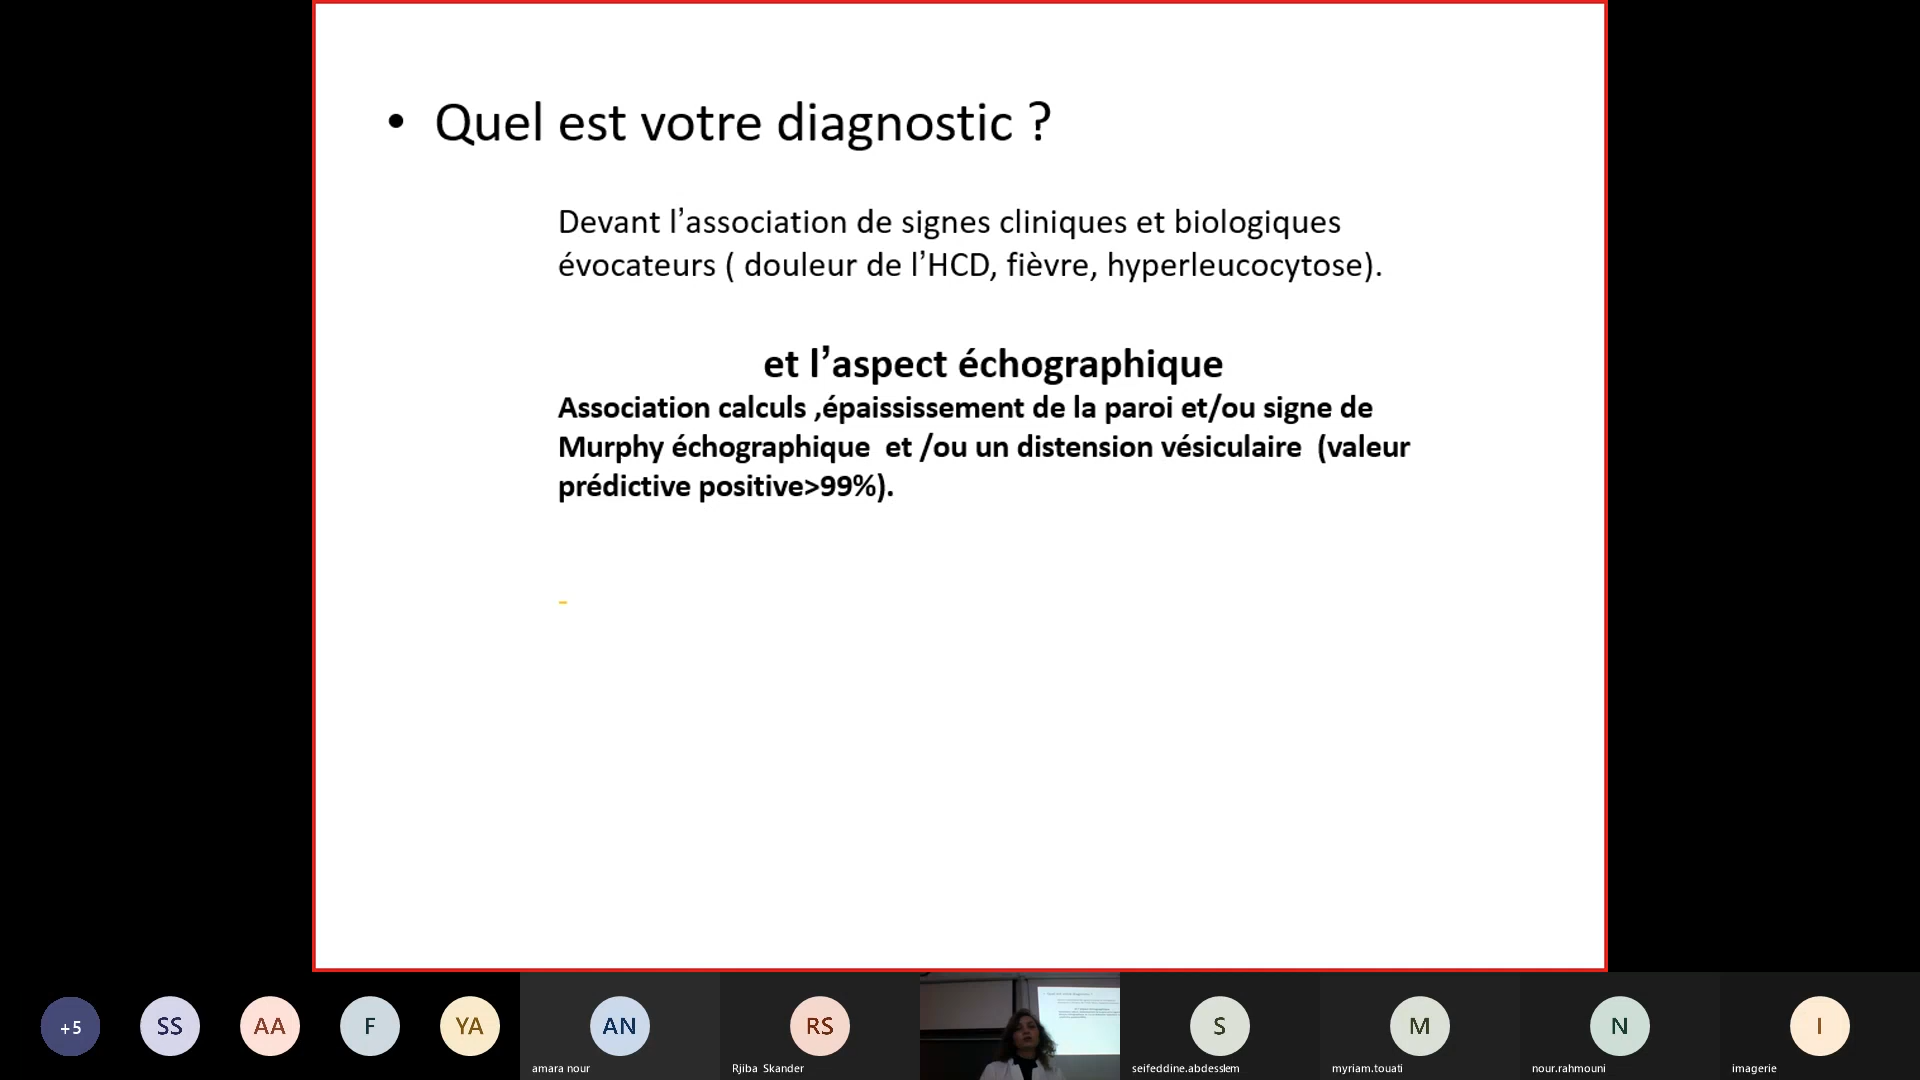 • Quel est votre diagnostic ?
Devant l’association de signes cliniques et biologiques
évocateurs ( douleur de l’HCD, fièvre, hyperleucocytose).
et l’aspect échographique
Association calculs ,épaississement de la paroi et/ou signe de
Murphy échographique et /ou un distension vésiculaire (valeur
prédictive positive>99%).
-
+5
SS
AA
F
YA
AN
RS
S
M
N
I
amara nour
Rjiba Skander
seifeddine.abdesslem
myriam.touati
nour.rahmouni
imagerie